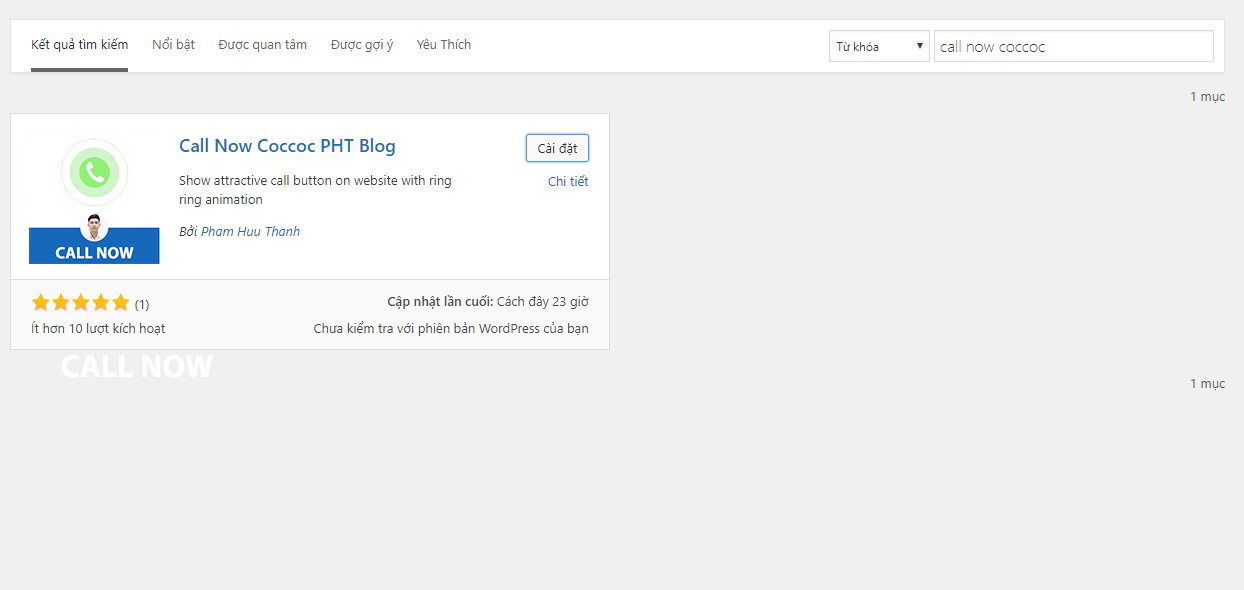 Kết quả tìm kiếm Nổi bật Được quan tâm Được gợi ý Yêu Thích Từ khóa call now coccoc
1 mục
Call Now Coccoc PHT Blog
Cài đặt
Show attractive call button on website with ring
ring animation
Chi tiết
Bởi Pham Huu Thanh
CALL NOW
(1) Cập nhật lần cuối: Cách đây 23 giờ
Ít hơn 10 lượt kích hoạt Chưa kiểm tra với phiên bản WordPress của bạn
CALL NOW
1 mục